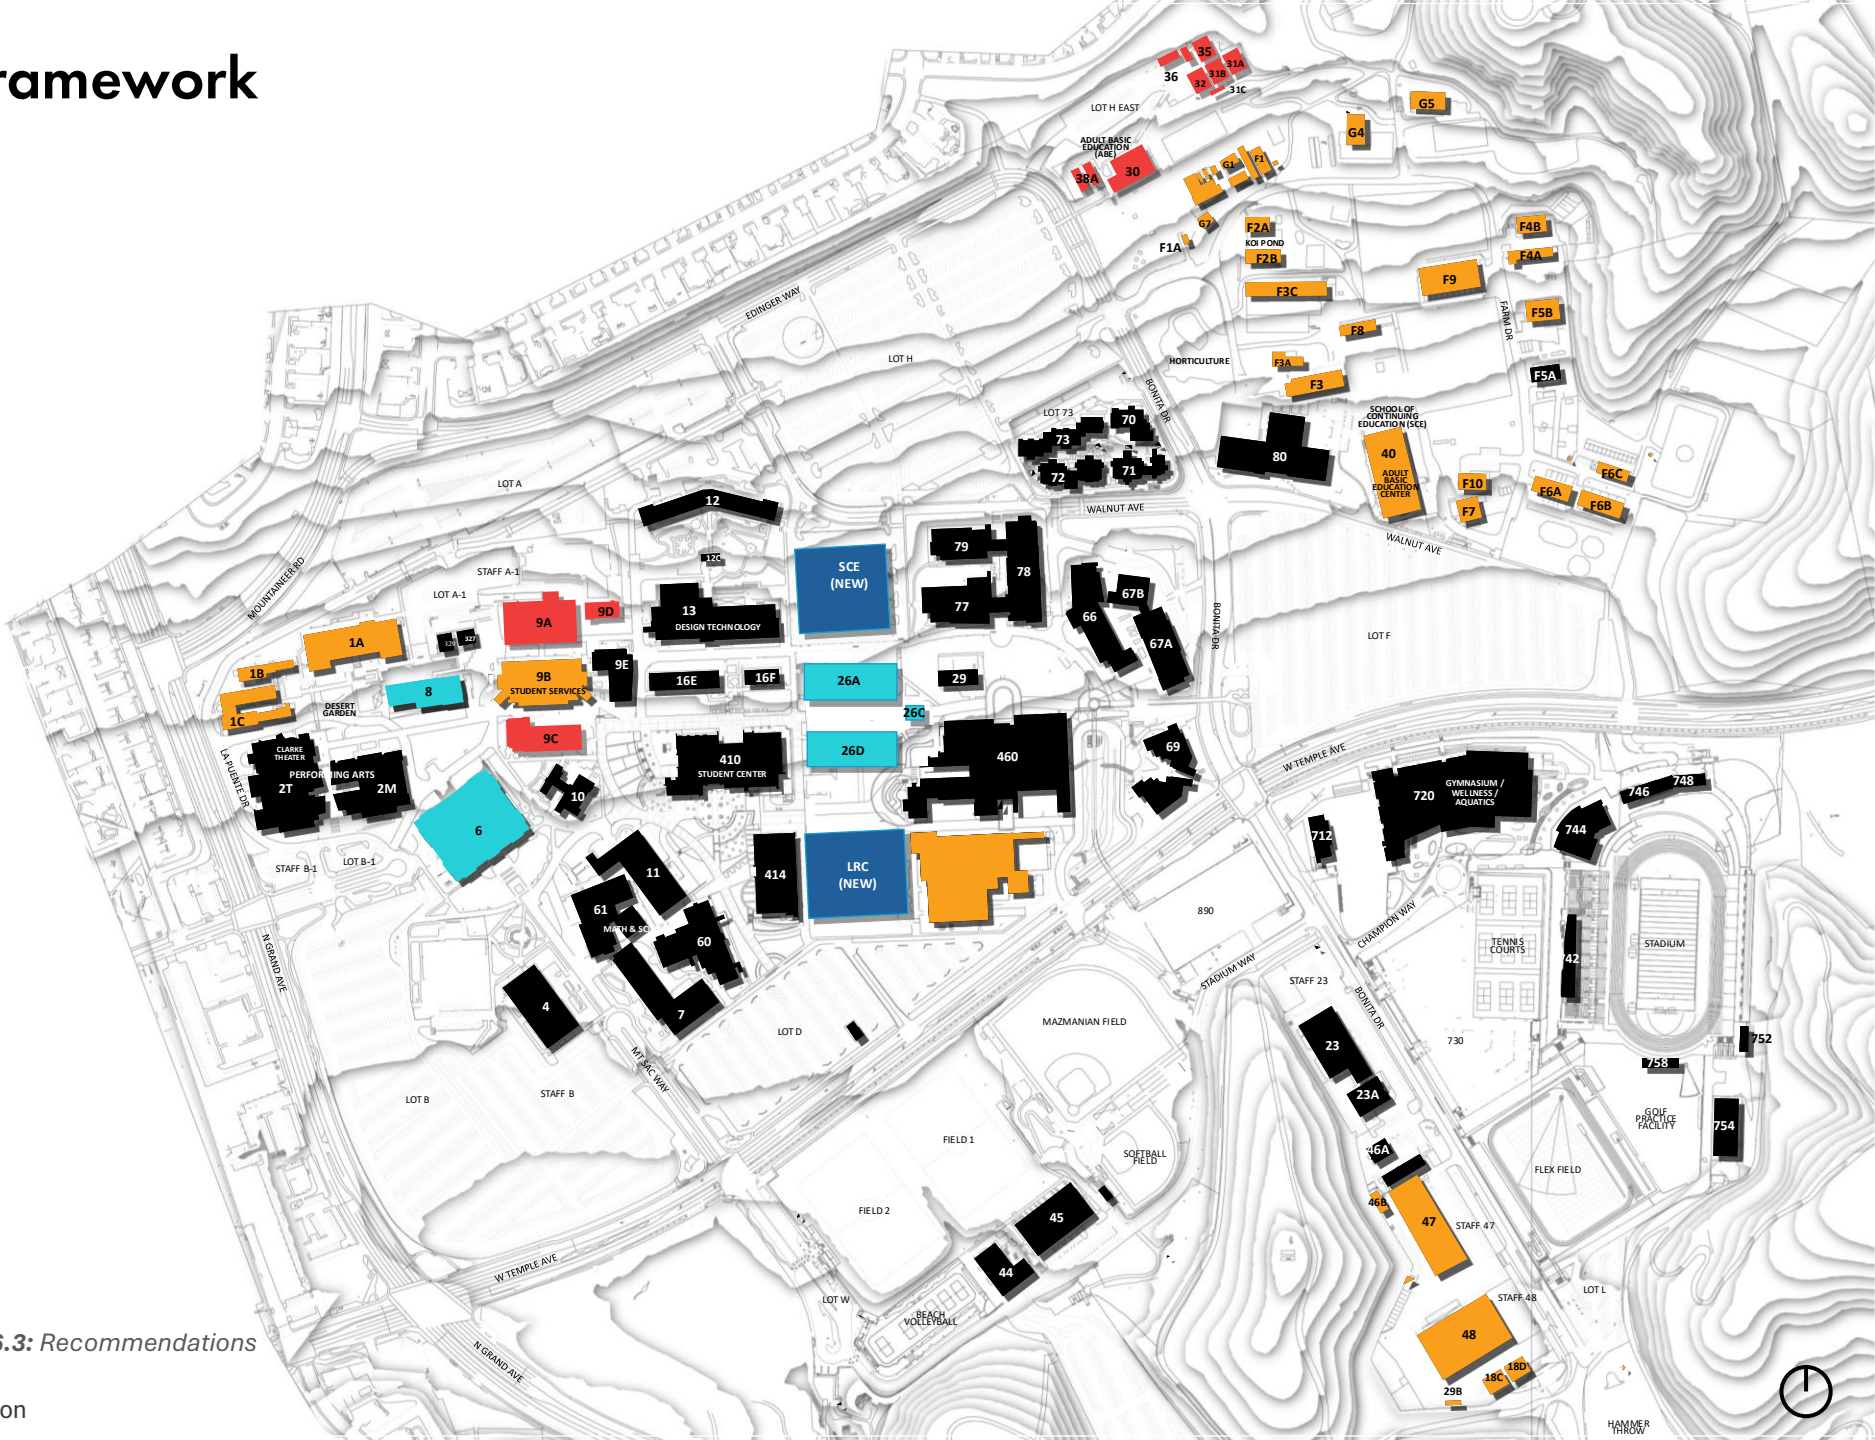 ramework
35
31A
36
31B
32
31C
LOT H EAST
G5
G4
ADULT BASIC
EDUCATION
(ABE)
38A
30
G1
F1
G7
F1A
F2A
KOI POND
F2B
F4B
F4A
F9
F3C
F5B
FARM DR
F8
EDINGER WAY
LOT H
HORTICULTURE
F3A
F3
F5A
BONITA DR
LOT 73
70
73
71
72
80
SCHOOL OF
CONTINUING
EDUCATION (SCE)
40
ADULT
BASIC
EDUCATION
CENTER
F10
F7
F6C
F6A
F6B
LOT A
12
WALNUT AVE
WALNUT AVE
12C
79
78
77
SCE
(NEW)
STAFF A-1
LOT A-1
MOUNTAINEER RD
9A
9D
13
DESIGN TECHNOLOGY
66
67B
67A
BONITA DR
LOT F
1A
327
1B
1C
8
DESERT
GARDEN
9B
STUDENT SERVICES
9E
16E
16F
26A
29
26C
9C
26D
460
69
W TEMPLE AVE
CLARKE
THEATER
PERFORMING ARTS
2T
2M
LA PUENTE DR
410
STUDENT CENTER
10
6
720
GYMNASIUM /
WELLNESS /
AQUATICS
746
748
712
744
STAFF B-1
LOT B-1
11
414
LRC
(NEW)
61
MATH & SC
60
890
CHAMPION WAY
TENNIS
COURTS
742
STADIUM
N GRAND AVE
STADIUM WAY
STAFF 23
4
7
LOT D
MAZMANIAN FIELD
BONITA DR
23
730
752
758
MT SAC WAY
LOT B
STAFF B
23A
GOLF
PRACTICE
FACILITY
754
FIELD 1
46A
SOFTBALL
FIELD
FLEX FIELD
FIELD 2
45
46B
47
STAFF 47
44
W TEMPLE AVE
LOT W
STAFF 48
LOT L
BEACH
VOLLEYBALL
48
6.3: Recommendations
N GRAND AVE
18D
18C
29B
on
HAMMER
THROW